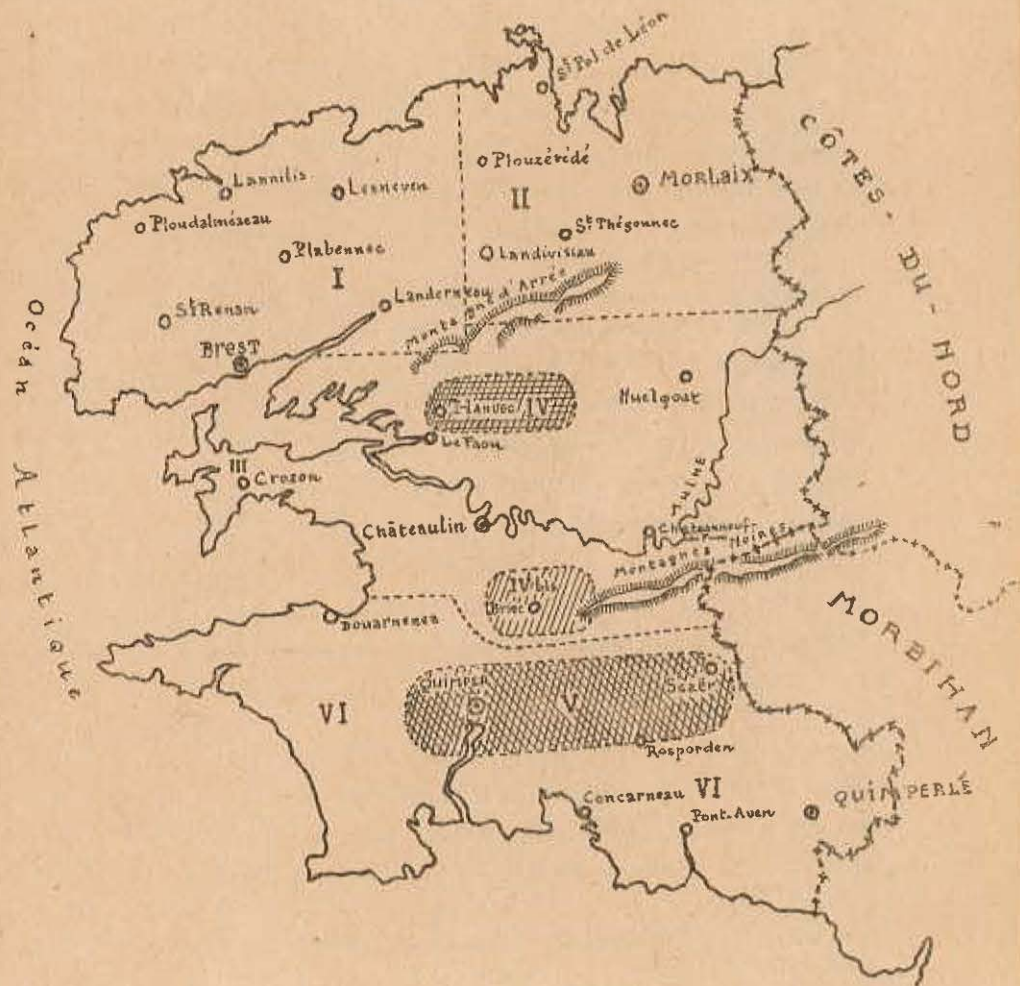 St Pol de Léon
CÔTES-DU-NORD
Plouzévédé
MORLAIX
Lannilis
Lesneven
II
Ploudalmézeau
St Thégonnec
Plabennec
Landivisiau
I
Landerneau
Montagne d'Arrée
St Renan
BREST
Océan Atlantique
Hanvec
IV
Huelgoat
Le Faou
III
Crozon
AULNE
Châteaulin
Châteauneuf-
Montagnes Noires
IV bis
Briec
MORBIHAN
Douarnenez
QUIMPER
Scaër
VI
V
Rosporden
Concarneau
VI
QUIMPERLÉ
Pont-Aven